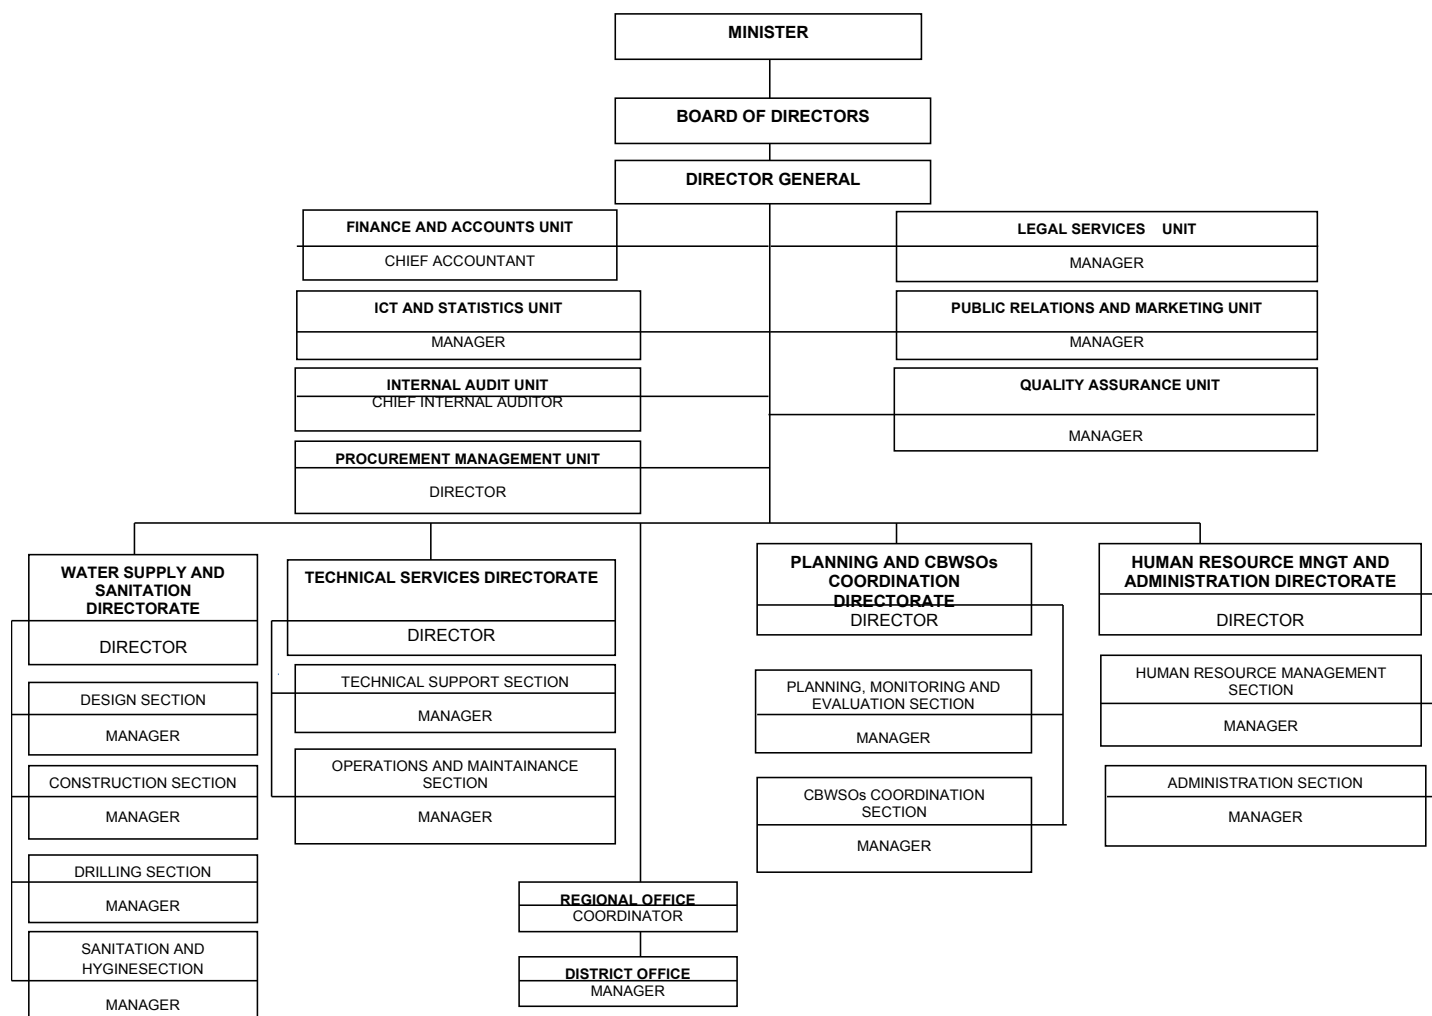 MINISTER
BOARD OF DIRECTORS
DIRECTOR GENERAL
FINANCE AND ACCOUNTS UNIT
CHIEF ACCOUNTANT
LEGAL SERVICES UNIT
MANAGER
ICT AND STATISTICS UNIT
MANAGER
PUBLIC RELATIONS AND MARKETING UNIT
MANAGER
INTERNAL AUDIT UNIT
CHIEF INTERNAL AUDITOR
QUALITY ASSURANCE UNIT
MANAGER
PROCUREMENT MANAGEMENT UNIT
DIRECTOR
WATER SUPPLY AND
SANITATION
DIRECTORATE
DIRECTOR
DESIGN SECTION
MANAGER
CONSTRUCTION SECTION
MANAGER
DRILLING SECTION
MANAGER
SANITATION AND
HYGINESECTION
MANAGER
TECHNICAL SERVICES DIRECTORATE
DIRECTOR
TECHNICAL SUPPORT SECTION
MANAGER
OPERATIONS AND MAINTAINANCE
SECTION
MANAGER
REGIONAL OFFICE
COORDINATOR
DISTRICT OFFICE
MANAGER
PLANNING AND CBWSOs
COORDINATION
DIRECTORATE
DIRECTOR
PLANNING, MONITORING AND
EVALUATION SECTION
MANAGER
CBWSOs COORDINATION
SECTION
MANAGER
HUMAN RESOURCE MNGT AND
ADMINISTRATION DIRECTORATE
DIRECTOR
HUMAN RESOURCE MANAGEMENT
SECTION
MANAGER
ADMINISTRATION SECTION
MANAGER